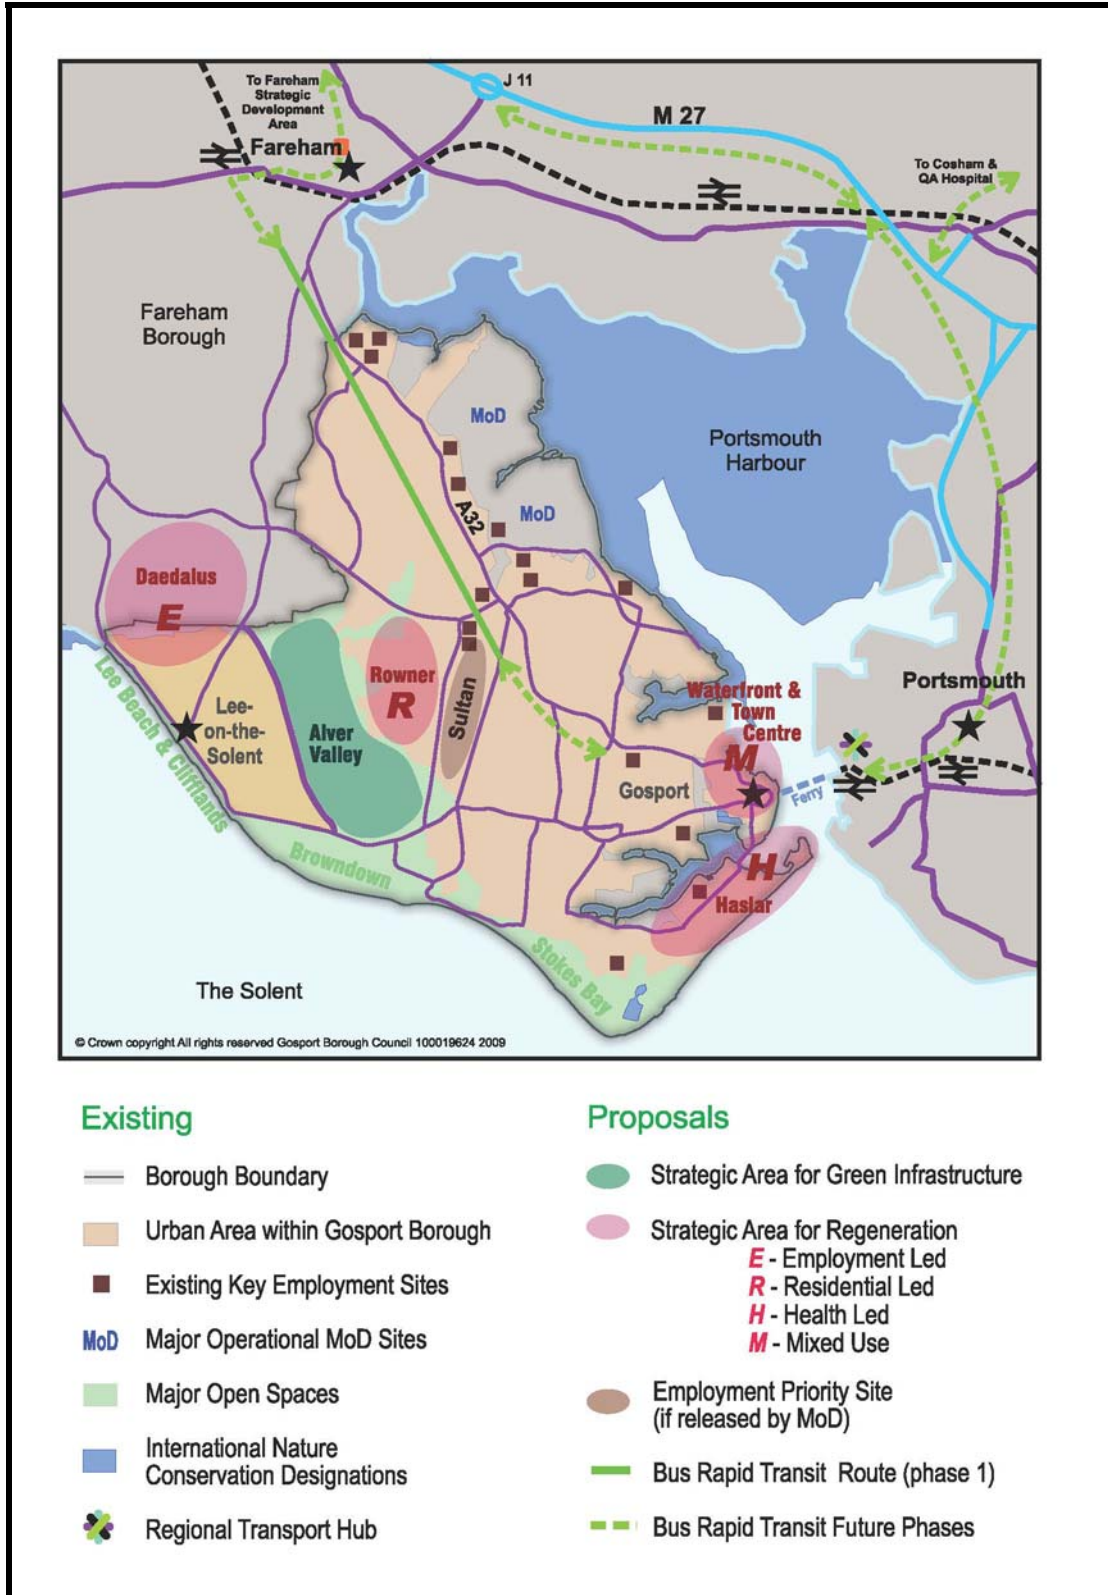 To Fareham
Strategic
Development
Area
Fareham
J 11
M 27
To Cosham &
QA Hospital
Fareham
Borough
MoD
Portsmouth
Harbour
MoD
A32
Daedalus
E
Rowner
R
Sultan
Lee Beach & Clifflands
Lee-
on-the-
Solent
Alver
Valley
Waterfront &
Town
Centre
M
Portsmouth
Gosport
Ferry
Browndown
H
Haslar
Stokes Bay
The Solent
© Crown copyright All rights reserved Gosport Borough Council 100019624 2009
Existing
Borough Boundary
Urban Area within Gosport Borough
Existing Key Employment Sites
MoD Major Operational MoD Sites
Major Open Spaces
International Nature
Conservation Designations
Regional Transport Hub
Proposals
Strategic Area for Green Infrastructure
Strategic Area for Regeneration
E - Employment Led
R - Residential Led
H - Health Led
M - Mixed Use
Employment Priority Site
(if released by MoD)
Bus Rapid Transit Route (phase 1)
Bus Rapid Transit Future Phases